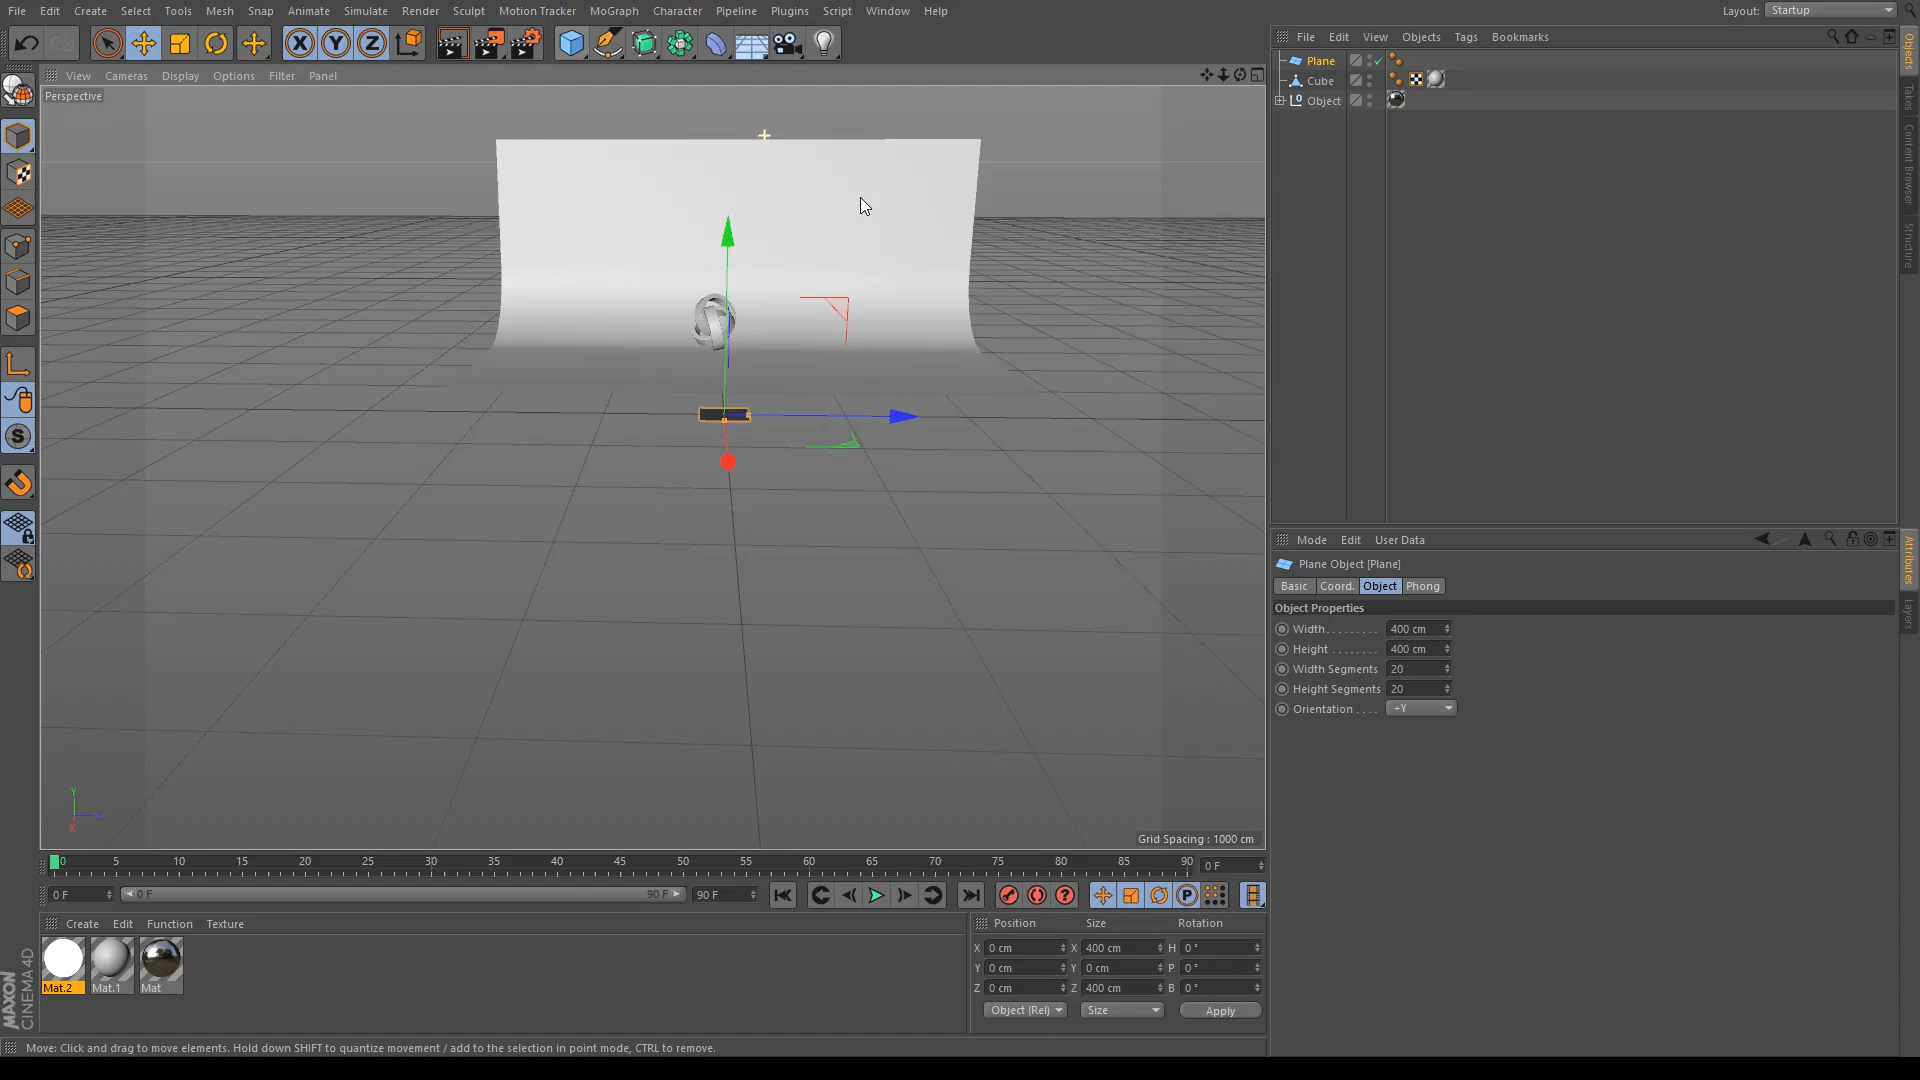 File Edit Create Select Tools Mesh Snap Animate Simulate Render Sculpt Motion Tracker MoGraph Character Pipeline Plugins Script Window Help Layout: Startup
File Edit View Objects Tags Bookmarks
Plane
Cube
Object
View Cameras Display Options Filter Panel
Perspective
Objects
Takes
Content Browser
Structure
Mode Edit User Data
Plane Object [Plane]
Basic Coord. Object Phong
Object Properties
Width 400 cm
Height 400 cm
Width Segments 20
Height Segments 20
Orientation +Y
Attributes
Layers
Y
Z
X
Grid Spacing : 1000 cm
0 5 10 15 20 25 30 35 40 45 50 55 60 65 70 75 80 85 90 0 F
0 F 0 F 90 F 90 F
Create Edit Function Texture
Mat.2 Mat.1 Mat
Position Size Rotation
X 0 cm X 400 cm H 0 °
Y 0 cm Y 0 cm P 0 °
Z 0 cm Z 400 cm B 0 °
Object (Rel) Size Apply
MAXON
CINEMA 4D
Move: Click and drag to move elements. Hold down SHIFT to quantize movement / add to the selection in point mode, CTRL to remove.